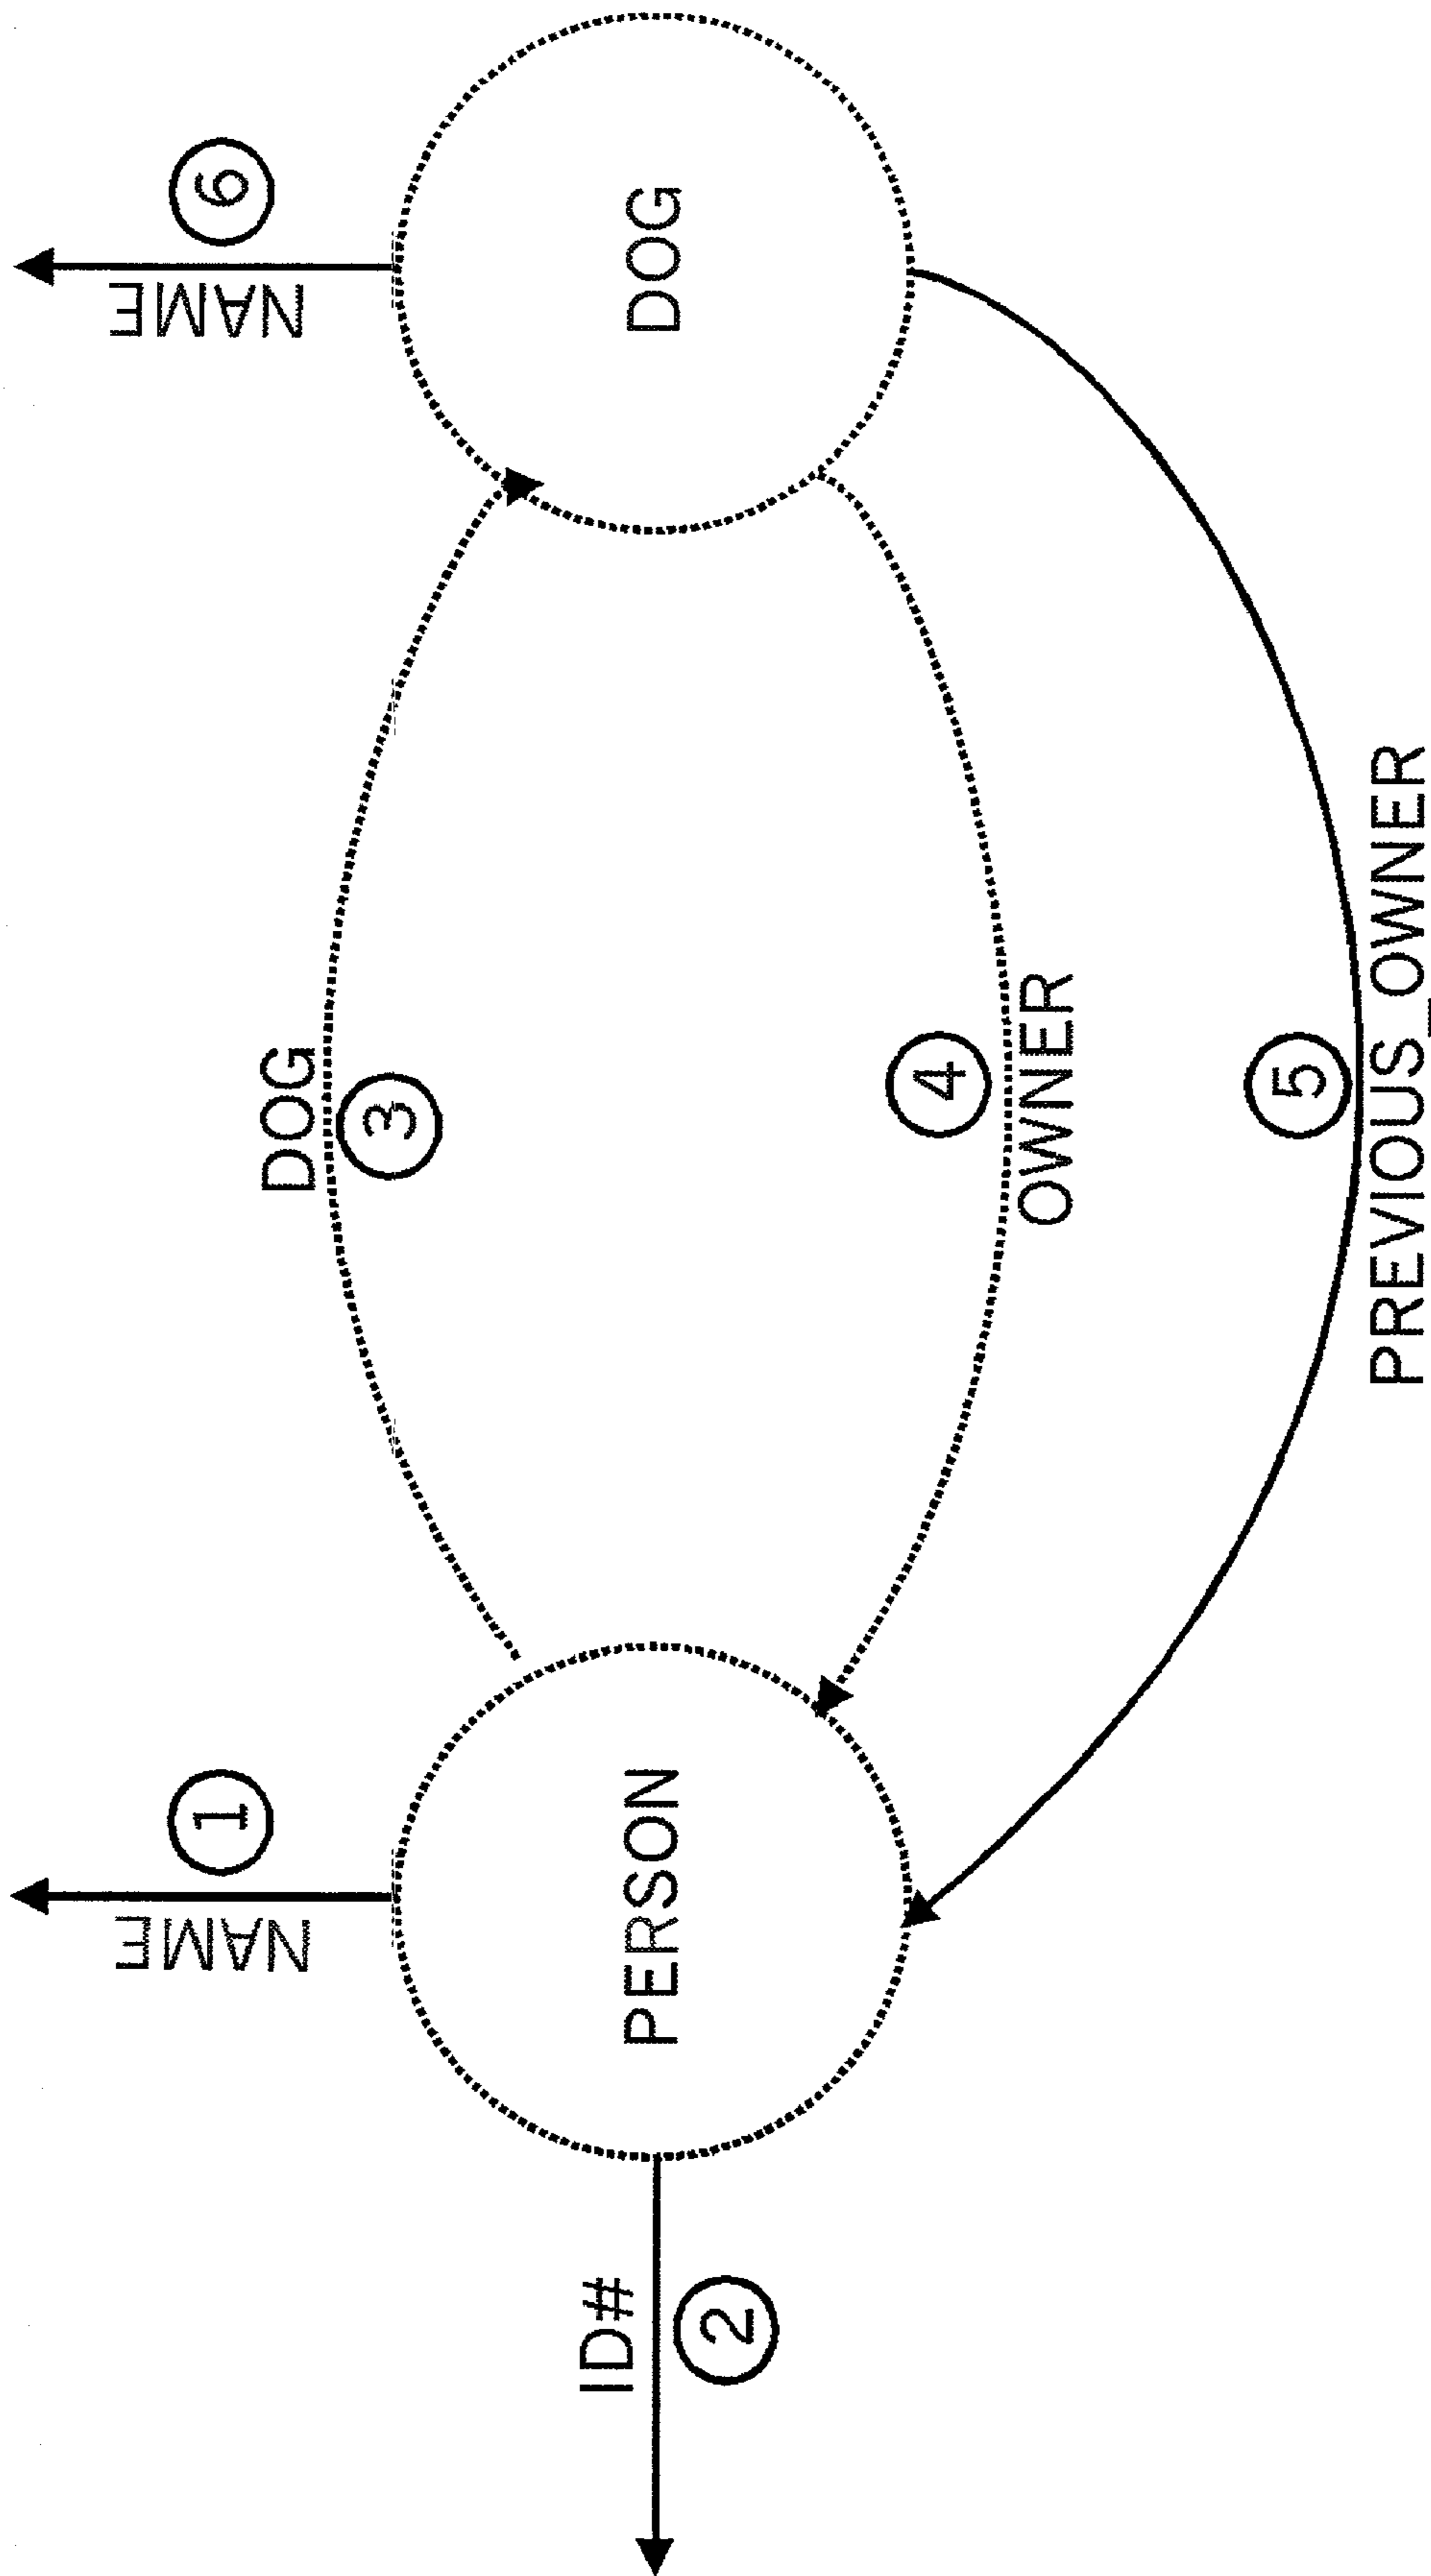 NAME
1
NAME
6
DOG
3
ID#
2
PERSON
DOG
4
OWNER
5
PREVIOUS_OWNER